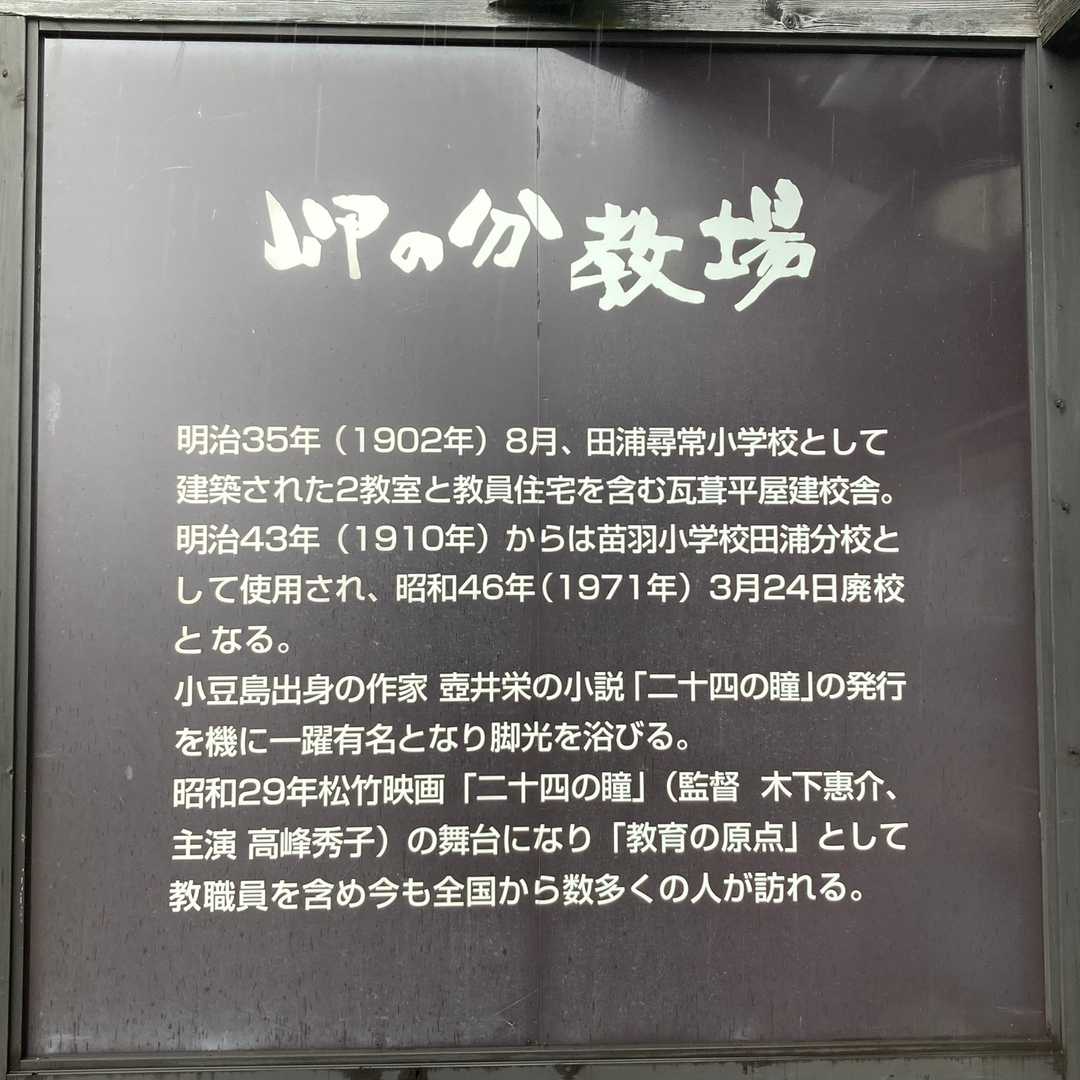 岬の分教場
明治35年（1902年）8月、田浦尋常小学校として
建築された2教室と教員住宅を含む瓦葺平屋建校舎。
明治43年（1910年）からは苗羽小学校田浦分校と
して使用され、昭和46年（1971年）3月24日廃校
となる。
小豆島出身の作家 壺井栄の小説「二十四の瞳」の発行
を機に一躍有名となり脚光を浴びる。
昭和29年松竹映画「二十四の瞳」（監督 木下惠介、
主演 高峰秀子）の舞台になり「教育の原点」として
教職員を含め今も全国から数多くの人が訪れる。